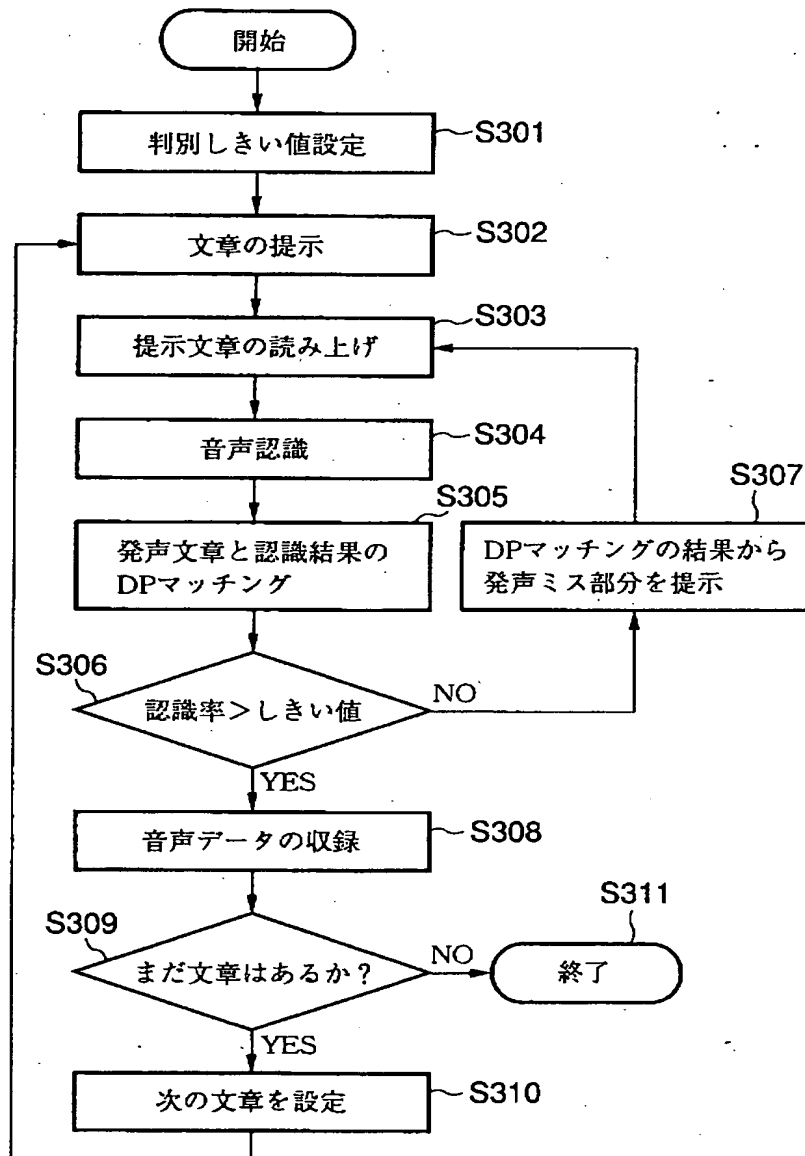 開始
判別しきい値設定
S301
文章の提示
S302
提示文章の読み上げ
S303
音声認識
S304
発声文章と認識結果の
DPマッチング
S305
認識率>しきい値
S306
NO
YES
DPマッチングの結果から
発声ミス部分を提示
S307
音声データの収録
S308
まだ文章はあるか?
S309
NO
YES
終了
S311
次の文章を設定
S310